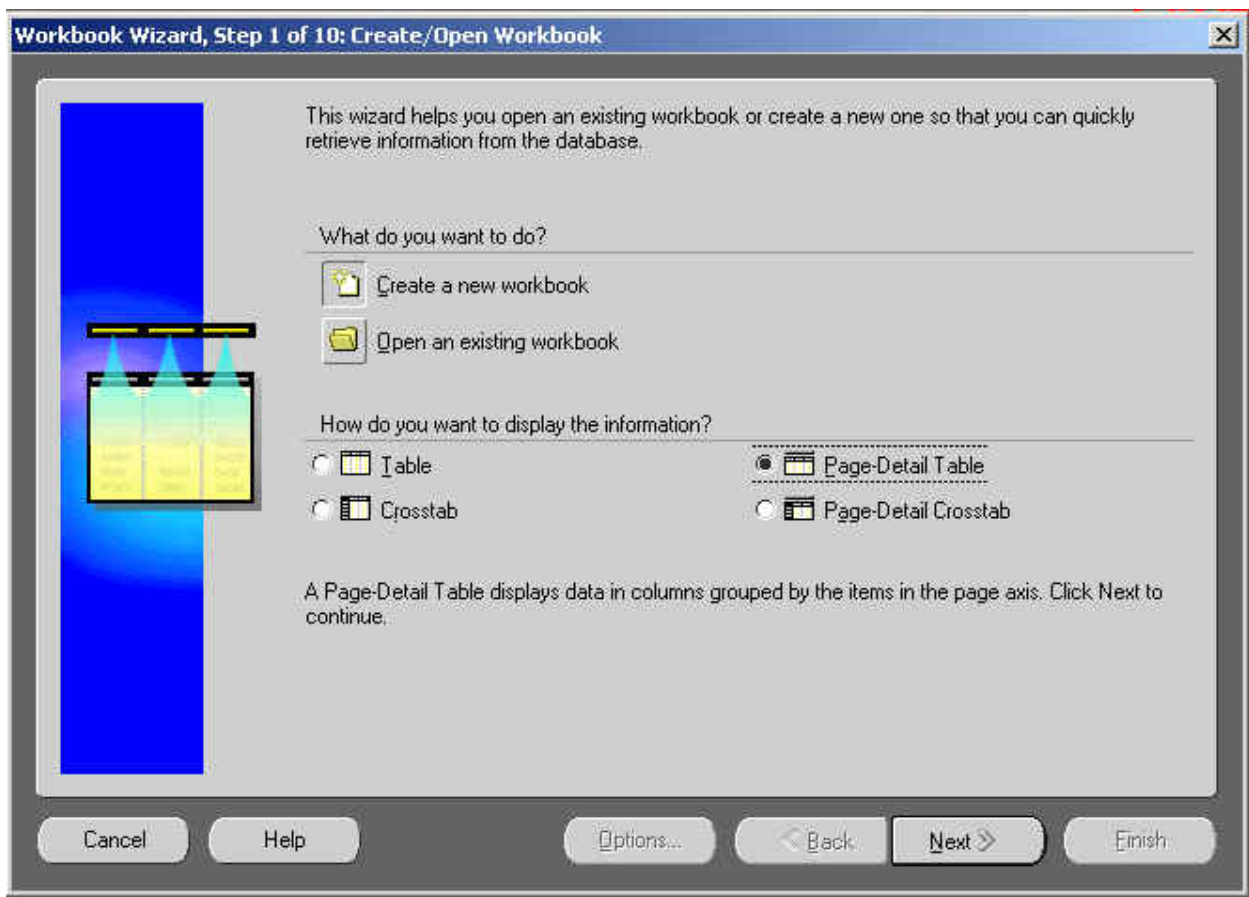 Workbook Wizard, Step 1 of 10: Create/Open Workbook
This wizard helps you open an existing workbook or create a new one so that you can quickly
retrieve information from the database.
What do you want to do?
Create a new workbook
Open an existing workbook
How do you want to display the information?
Table
Page-Detail Table
Crosstab
Page-Detail Crosstab
A Page-Detail Table displays data in columns grouped by the items in the page axis. Click Next to
continue.
Cancel Help Options... Back Next Finish